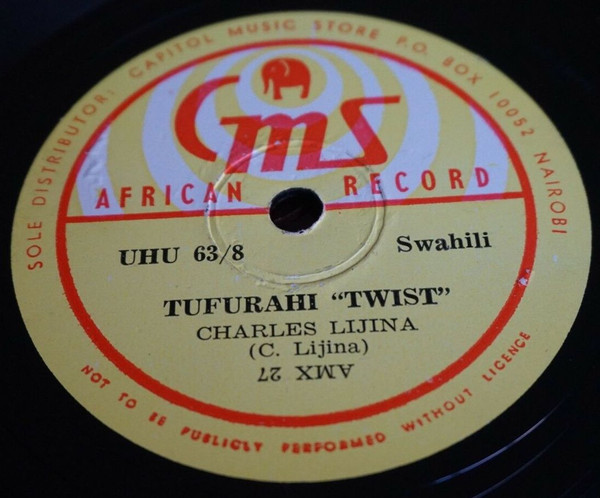 SOLE DISTRIBUTOR: CAPITOL MUSIC STORE P.O. BOX 10052 NAIROBI
CMS
AFRICAN RECORD
UHU 63/8 Swahili
TUFURAHI “TWIST”
CHARLES LIJINA
(C. Lijina)
AMX 27
NOT TO BE PUBLICLY PERFORMED WITHOUT LICENCE